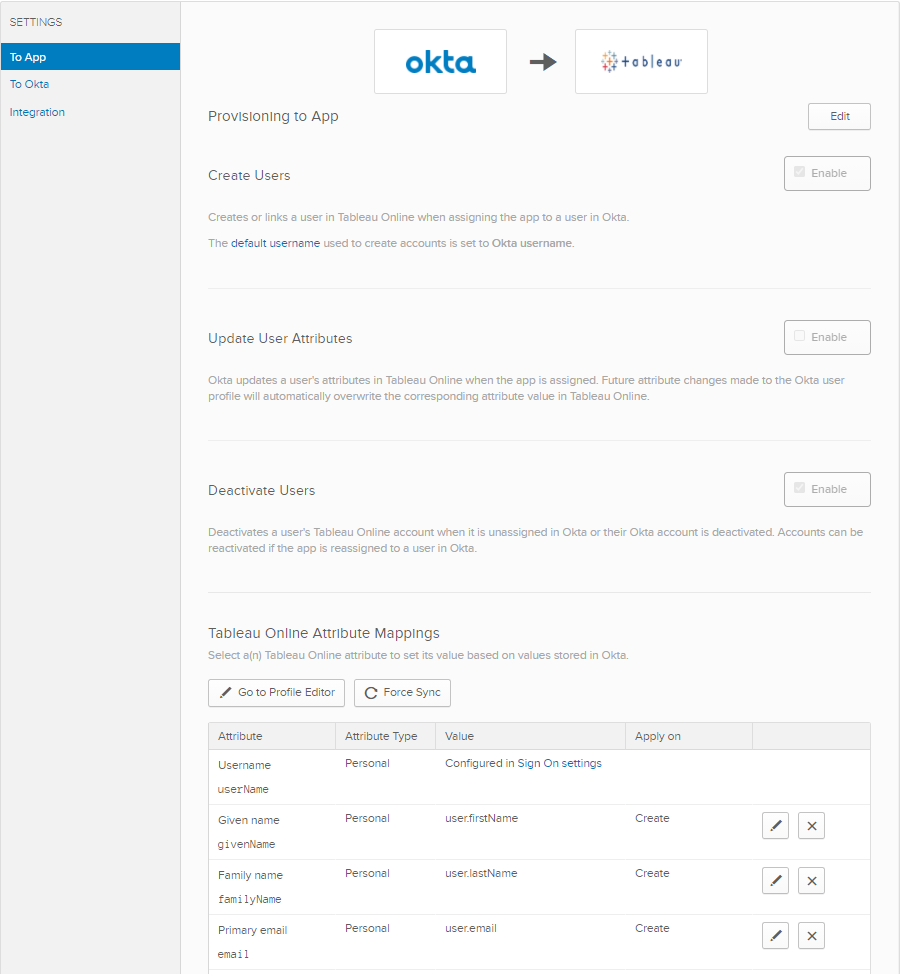 SETTINGS
To App
To Okta
Integration
okta
tableau
Provisioning to App
Edit
Create Users
Enable
Creates or links a user in Tableau Online when assigning the app to a user in Okta.
The default username used to create accounts is set to Okta username.
Update User Attributes
Enable
Okta updates a user's attributes in Tableau Online when the app is assigned. Future attribute changes made to the Okta user
profile will automatically overwrite the corresponding attribute value in Tableau Online.
Deactivate Users
Enable
Deactivates a user's Tableau Online account when it is unassigned in Okta or their Okta account is deactivated. Accounts can be
reactivated if the app is reassigned to a user in Okta.
Tableau Online Attribute Mappings
Select a(n) Tableau Online attribute to set its value based on values stored in Okta.
Go to Profile Editor Force Sync
Attribute Attribute Type Value Apply on
Username Personal Configured in Sign On settings
userName
Given name Personal user.firstName Create
givenName
Family name Personal user.lastName Create
familyName
Primary email Personal user.email Create
email